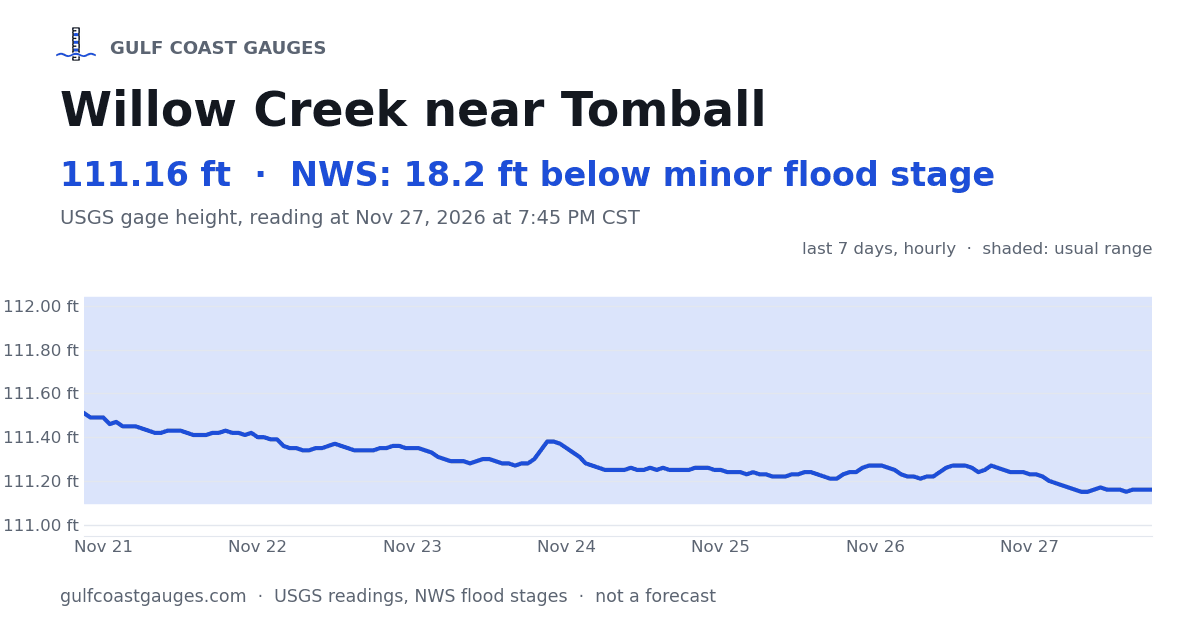 GULF COAST GAUGES
Willow Creek near Tomball
111.16 ft · NWS: 18.2 ft below minor flood stage
USGS gage height, reading at Nov 27, 2026 at 7:45 PM CST
last 7 days, hourly · shaded: usual range
112.00 ft
111.80 ft
111.60 ft
111.40 ft
111.20 ft
111.00 ft
Nov 21 Nov 22 Nov 23 Nov 24 Nov 25 Nov 26 Nov 27
gulfcoastgauges.com · USGS readings, NWS flood stages · not a forecast